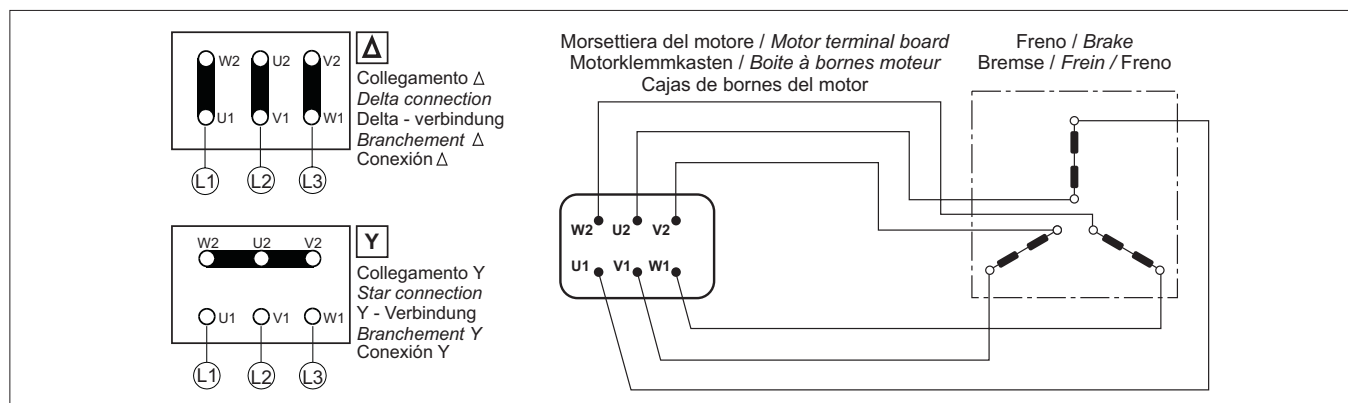 W2 U2 V2
U1 V1 W1
L1 L2 L3
Δ
Collegamento Δ
Delta connection
Delta - verbindung
Branchement Δ
Conexión Δ
W2 U2 V2
U1 V1 W1
L1 L2 L3
Y
Collegamento Y
Star connection
Y - Verbindung
Branchement Y
Conexión Y
Morsettiera del motore / Motor terminal board
Motorklemmkasten / Boite à bornes moteur
Cajas de bornes del motor
W2 U2 V2
U1 V1 W1
Freno / Brake
Bremse / Frein / Freno